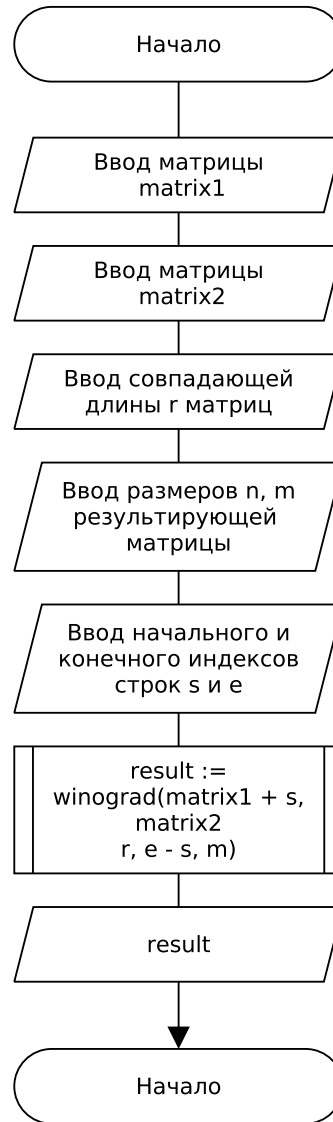 Начало
Ввод матрицы
matrix1
Ввод матрицы
matrix2
Ввод совпадающей
длины r матриц
Ввод размеров n, m
результирующей
матрицы
Ввод начального и
конечного индексов
строк s и e
result :=
winograd(matrix1 + s,
matrix2
r, e - s, m)
result
Начало